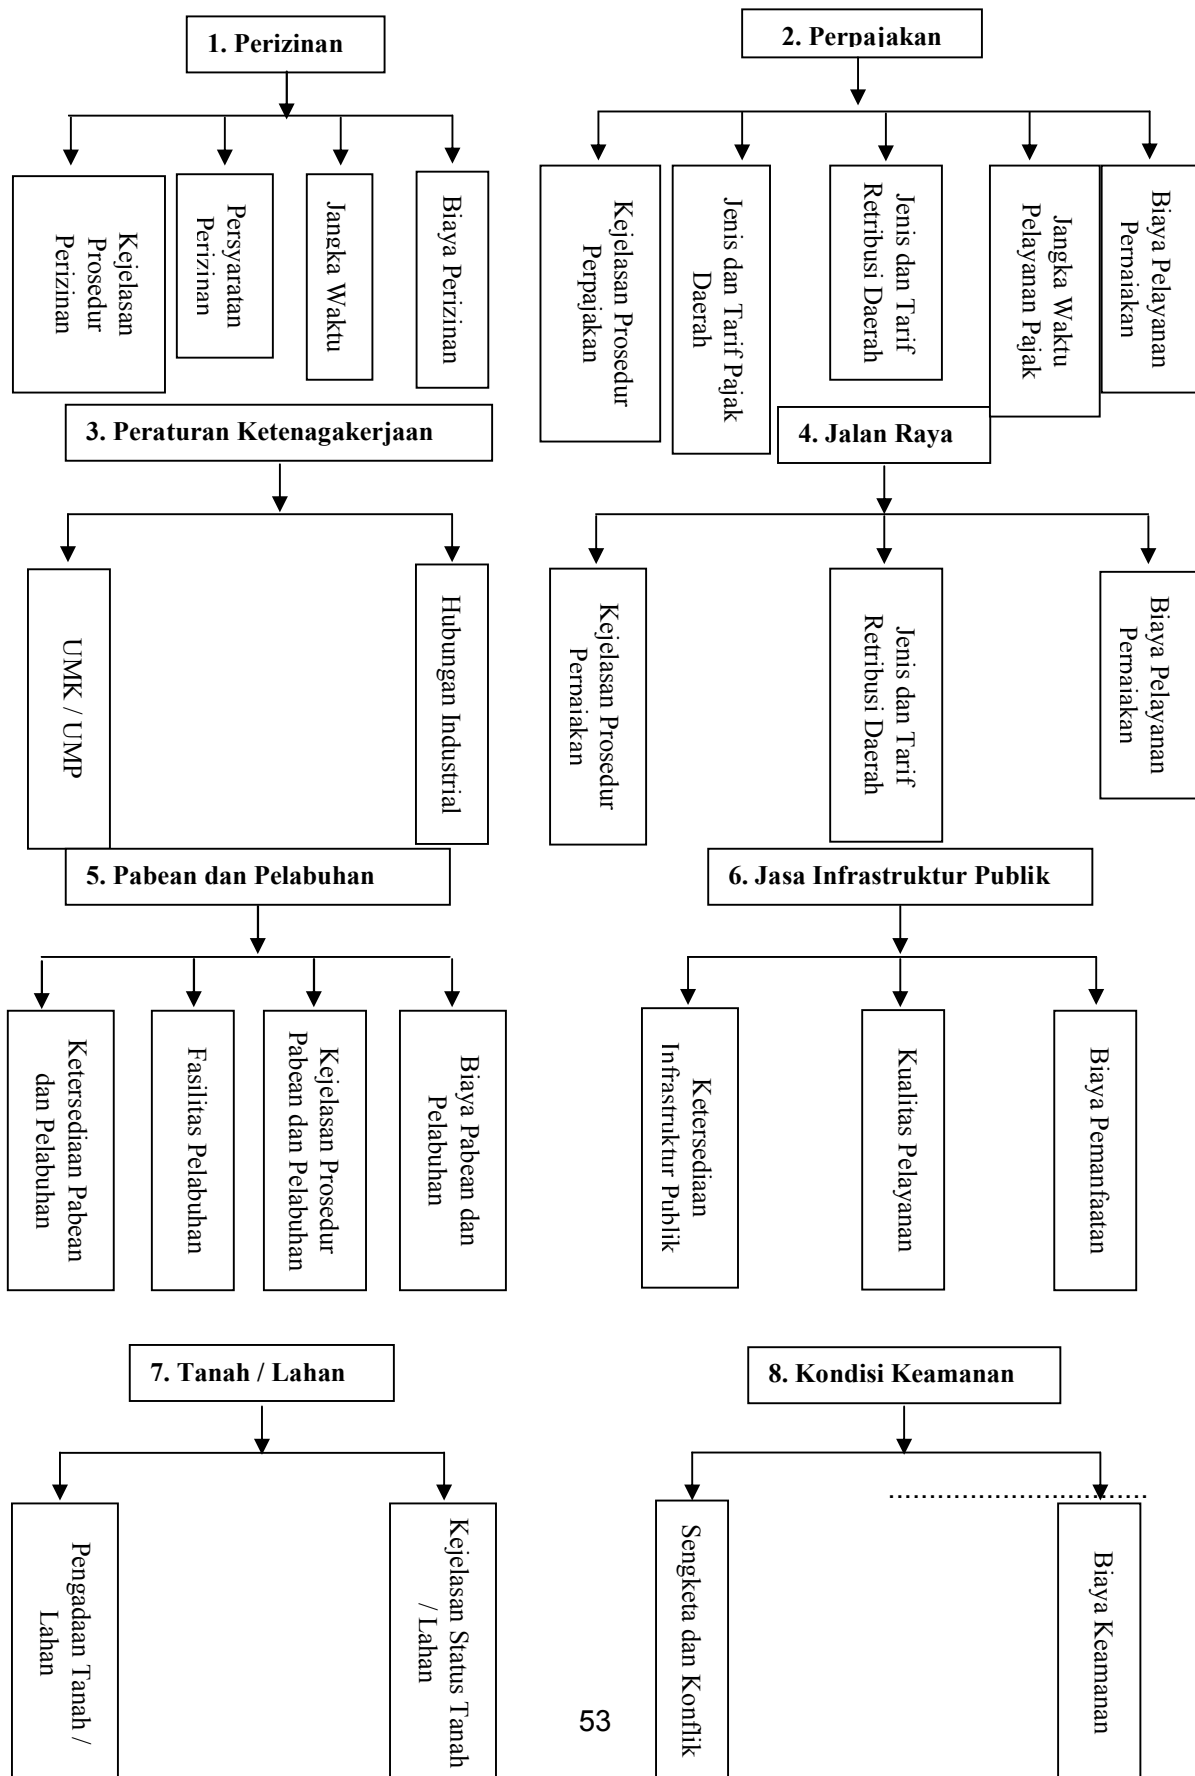 1. Perizinan
Kejelasan
Prosedur
Perizinan
Persyaratan
Perizinan
Jangka Waktu
Biaya Perizinan
2. Perpajakan
Kejelasan Prosedur
Perpajakan
Jenis dan Tarif Pajak
Daerah
Jenis dan Tarif
Retribusi Daerah
Jangka Waktu
Pelayanan Pajak
Biaya Pelayanan
Perpajakan
3. Peraturan Ketenagakerjaan
UMK / UMP
Hubungan Industrial
4. Jalan Raya
Kejelasan Prosedur
Perpajakan
Jenis dan Tarif
Retribusi Daerah
Biaya Pelayanan
Perpajakan
5. Pabean dan Pelabuhan
Ketersediaan Pabean
dan Pelabuhan
Fasilitas Pelabuhan
Kejelasan Prosedur
Pabean dan Pelabuhan
Biaya Pabean dan
Pelabuhan
6. Jasa Infrastruktur Publik
Ketersediaan
Infrastruktur Publik
Kualitas Pelayanan
Biaya Pemanfaatan
7. Tanah / Lahan
Pengadaan Tanah /
Lahan
Kejelasan Status Tanah
/ Lahan
8. Kondisi Keamanan
Sengketa dan Konflik
Biaya Keamanan
53